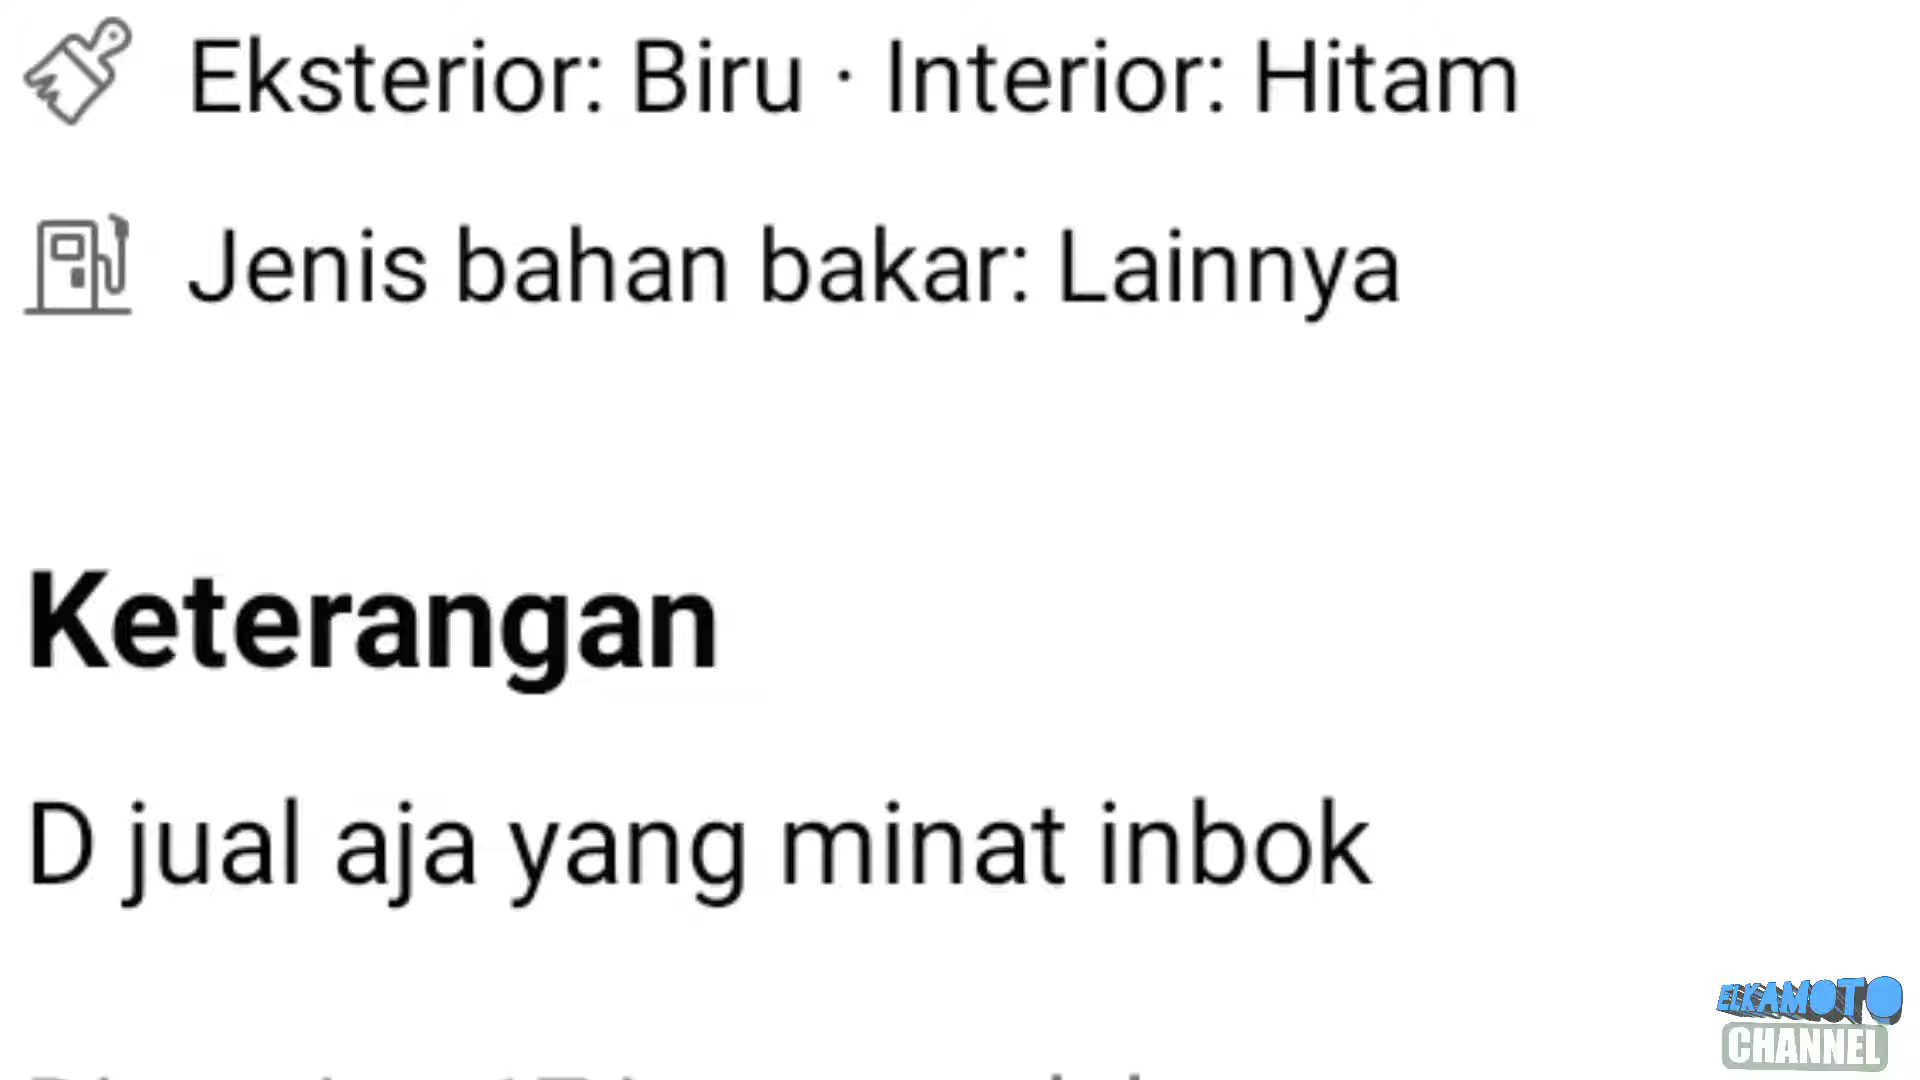 Eksterior: Biru · Interior: Hitam
Jenis bahan bakar: Lainnya
Keterangan
D jual aja yang minat inbok
ELKAMOTO
CHANNEL